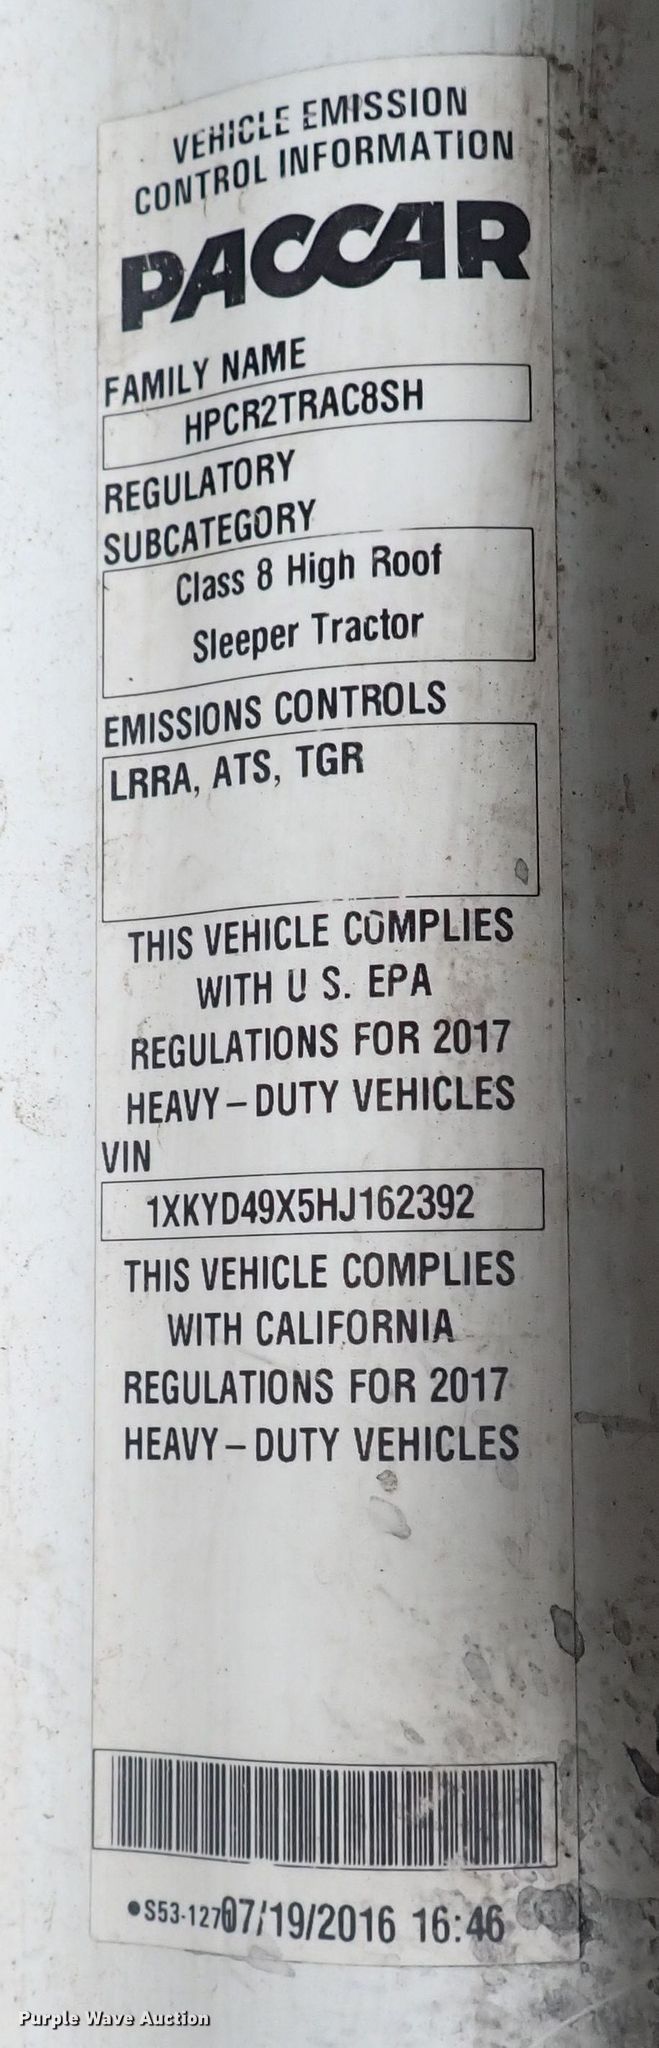 VEHICLE EMISSION
CONTROL INFORMATION
PACCAR
FAMILY NAME
HPCR2TRAC8SH
REGULATORY
SUBCATEGORY
Class 8 High Roof
Sleeper Tractor
EMISSIONS CONTROLS
LRRA, ATS, TGR
THIS VEHICLE COMPLIES
WITH U S. EPA
REGULATIONS FOR 2017
HEAVY-DUTY VEHICLES
VIN
1XKYD49X5HJ162392
THIS VEHICLE COMPLIES
WITH CALIFORNIA
REGULATIONS FOR 2017
HEAVY-DUTY VEHICLES
07/19/2016 16:46
Purple Wave Auction